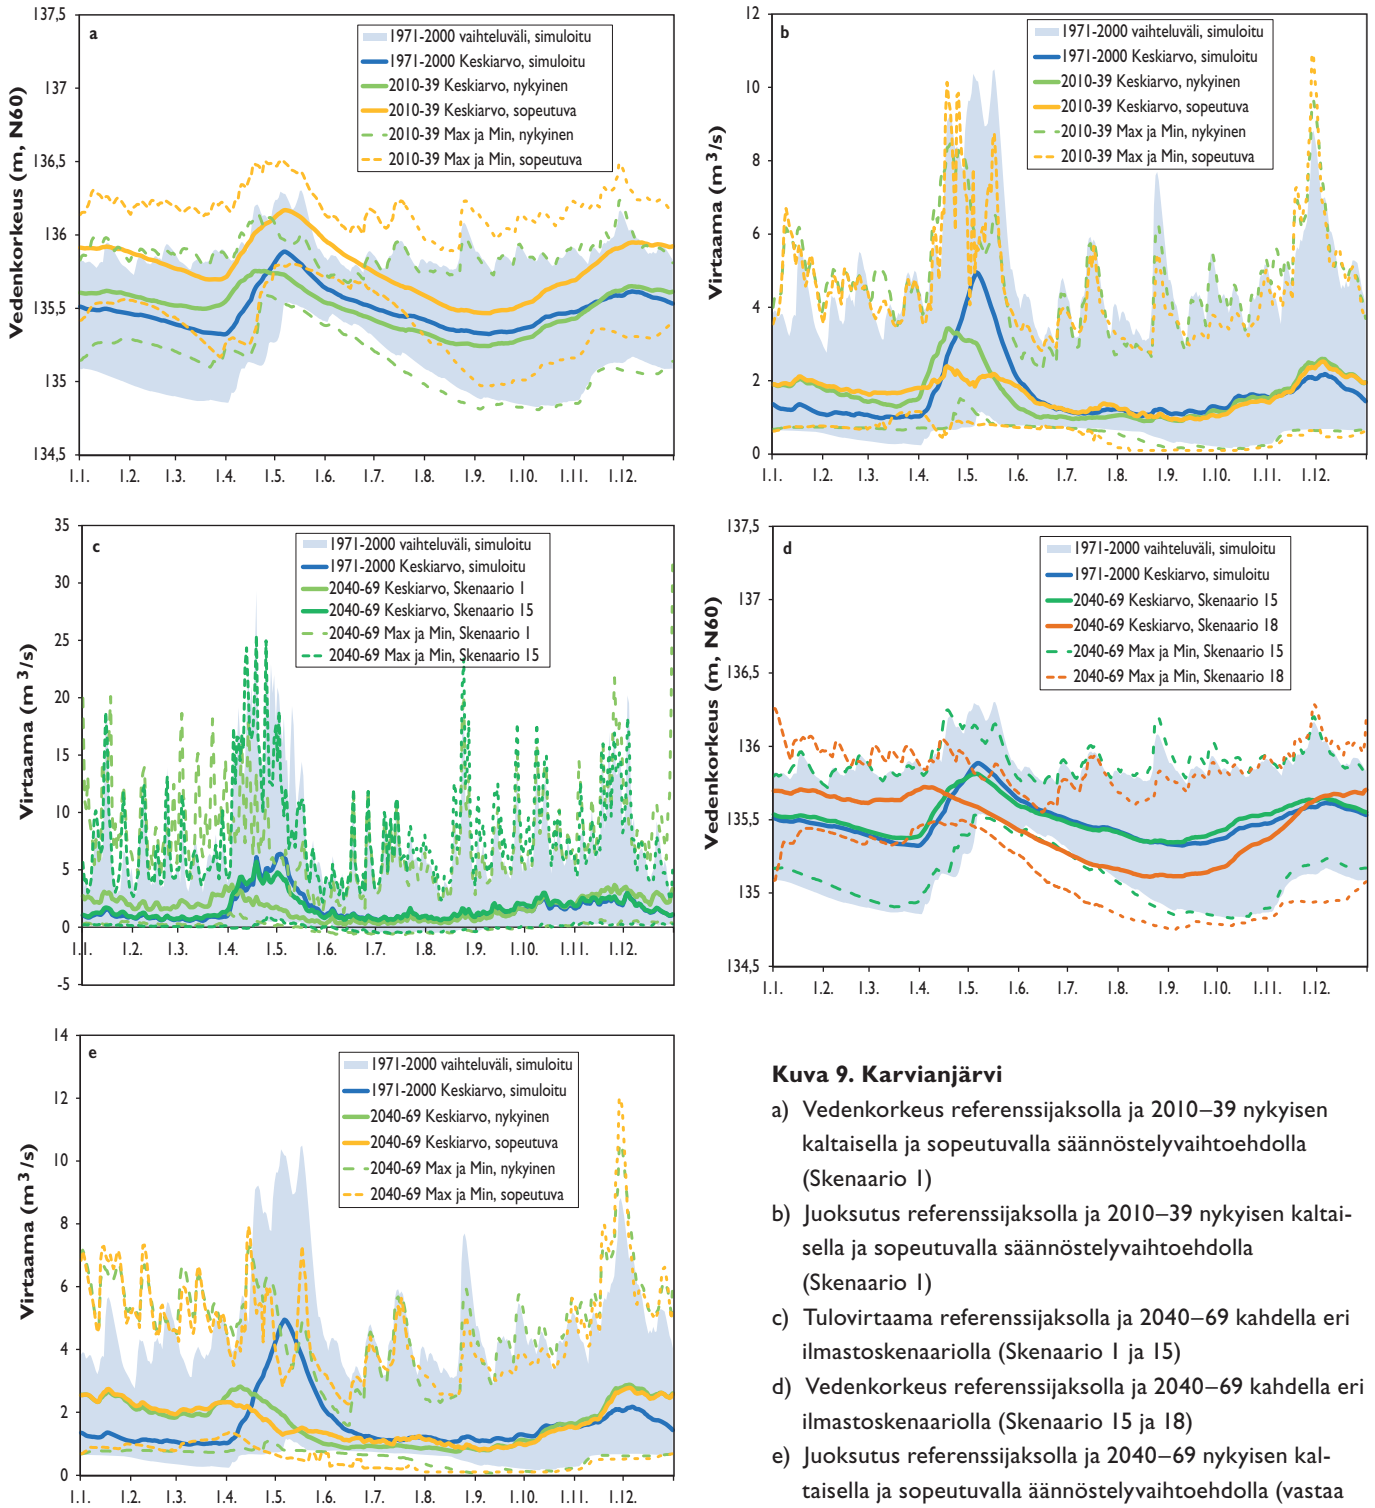 a
Vedenkorkeus (m, N60)
137,5
137
136,5
136
135,5
135
134,5
1971-2000 vaihteluväli, simuloitu
1971-2000 Keskiarvo, simuloitu
2010-39 Keskiarvo, nykyinen
2010-39 Keskiarvo, sopeutuva
2010-39 Max ja Min, nykyinen
2010-39 Max ja Min, sopeutuva
1.1. 1.2. 1.3. 1.4. 1.5. 1.6. 1.7. 1.8. 1.9. 1.10. 1.11. 1.12.
b
Virtaama (m³/s)
12
10
8
6
4
2
0
1971-2000 vaihteluväli, simuloitu
1971-2000 Keskiarvo, simuloitu
2010-39 Keskiarvo, nykyinen
2010-39 Keskiarvo, sopeutuva
2010-39 Max ja Min, nykyinen
2010-39 Max ja Min, sopeutuva
1.1. 1.2. 1.3. 1.4. 1.5. 1.6. 1.7. 1.8. 1.9. 1.10. 1.11. 1.12.
c
Virtaama (m³/s)
35
30
25
20
15
10
5
0
-5
1971-2000 vaihteluväli, simuloitu
1971-2000 Keskiarvo, simuloitu
2040-69 Keskiarvo, Skenaario 1
2040-69 Keskiarvo, Skenaario 15
2040-69 Max ja Min, Skenaario 1
2040-69 Max ja Min, Skenaario 15
1.1. 1.2. 1.3. 1.4. 1.5. 1.6. 1.7. 1.8. 1.9. 1.10. 1.11. 1.12.
d
Vedenkorkeus (m, N60)
137,5
137
136,5
136
135,5
135
134,5
1971-2000 vaihteluväli, simuloitu
1971-2000 Keskiarvo, simuloitu
2040-69 Keskiarvo, Skenaario 15
2040-69 Keskiarvo, Skenaario 18
2040-69 Max ja Min, Skenaario 15
2040-69 Max ja Min, Skenaario 18
1.1. 1.2. 1.3. 1.4. 1.5. 1.6. 1.7. 1.8. 1.9. 1.10. 1.11. 1.12.
e
Virtaama (m³/s)
14
12
10
8
6
4
2
0
1971-2000 vaihteluväli, simuloitu
1971-2000 Keskiarvo, simuloitu
2040-69 Keskiarvo, nykyinen
2040-69 Keskiarvo, sopeutuva
2040-69 Max ja Min, nykyinen
2040-69 Max ja Min, sopeutuva
1.1. 1.2. 1.3. 1.4. 1.5. 1.6. 1.7. 1.8. 1.9. 1.10. 1.11. 1.12.
Kuva 9. Karvianjärvi
a) Vedenkorkeus referenssijaksolla ja 2010–39 nykyisen
kaltaisella ja sopeutuvalla säännöstelyvaihtoehdolla
(Skenaario 1)
b) Juoksutus referenssijaksolla ja 2010–39 nykyisen kaltai-
sella ja sopeutuvalla säännöstelyvaihtoehdolla
(Skenaario 1)
c) Tulovirtaama referenssijaksolla ja 2040–69 kahdella eri
ilmastoskenaariolla (Skenaario 1 ja 15)
d) Vedenkorkeus referenssijaksolla ja 2040–69 kahdella eri
ilmastoskenaariolla (Skenaario 15 ja 18)
e) Juoksutus referenssijaksolla ja 2040–69 nykyisen kal-
taisella ja sopeutuvalla äännöstelyvaihtoehdolla (vastaa